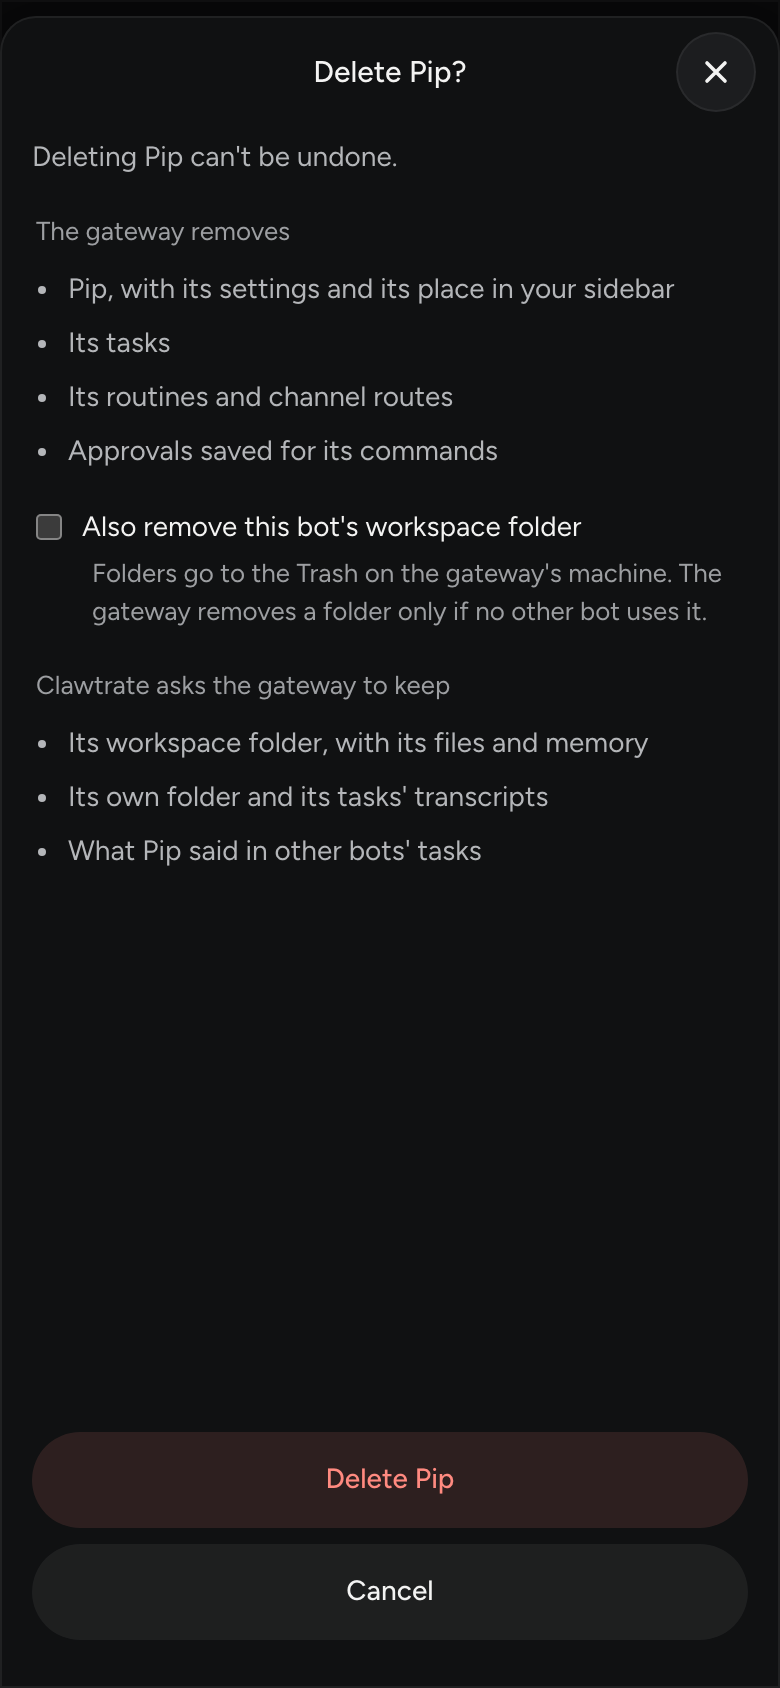 Delete Pip?
Deleting Pip can't be undone.
The gateway removes
• Pip, with its settings and its place in your sidebar
• Its tasks
• Its routines and channel routes
• Approvals saved for its commands
Also remove this bot's workspace folder
Folders go to the Trash on the gateway's machine. The
gateway removes a folder only if no other bot uses it.
Clawtrate asks the gateway to keep
• Its workspace folder, with its files and memory
• Its own folder and its tasks' transcripts
• What Pip said in other bots' tasks
Delete Pip
Cancel